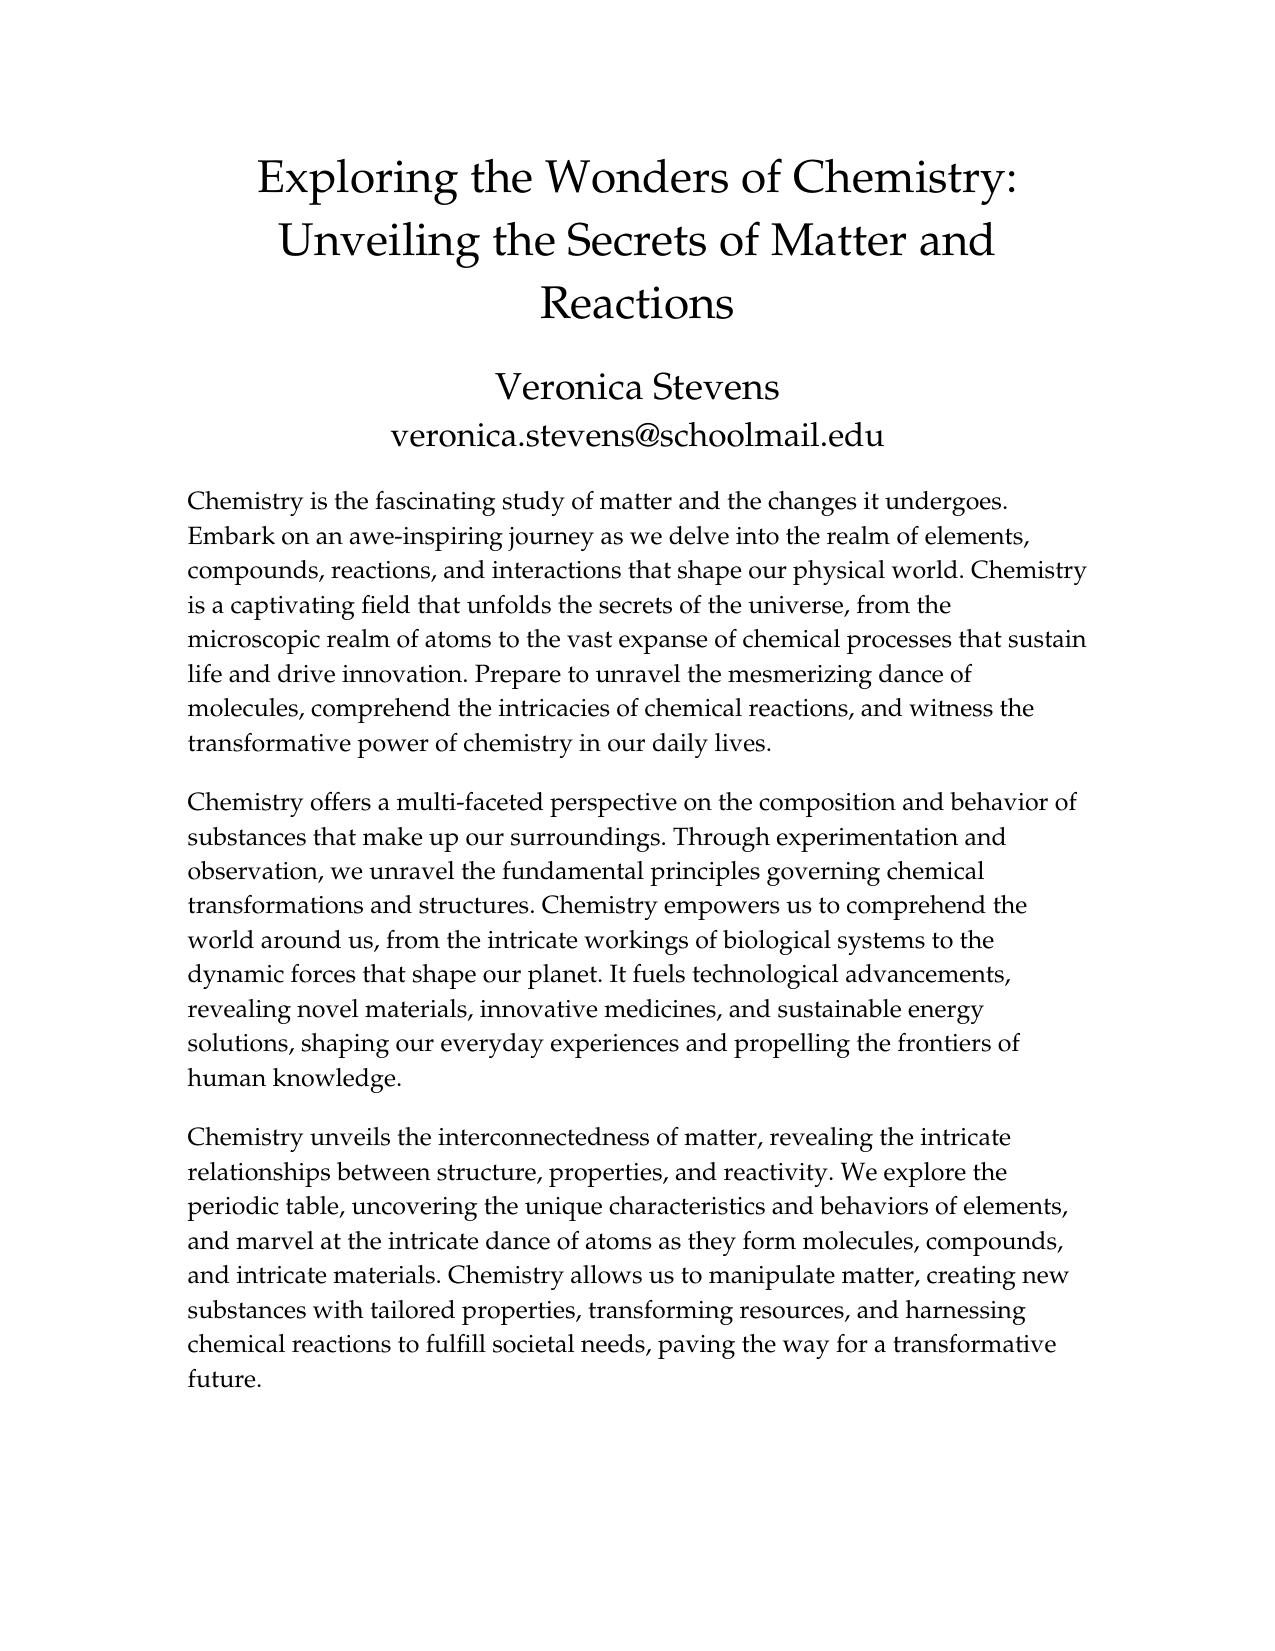 Exploring the Wonders of Chemistry:
Unveiling the Secrets of Matter and
Reactions
Veronica Stevens
veronica.stevens@schoolmail.edu
Chemistry is the fascinating study of matter and the changes it undergoes.
Embark on an awe-inspiring journey as we delve into the realm of elements,
compounds, reactions, and interactions that shape our physical world. Chemistry
is a captivating field that unfolds the secrets of the universe, from the
microscopic realm of atoms to the vast expanse of chemical processes that sustain
life and drive innovation. Prepare to unravel the mesmerizing dance of
molecules, comprehend the intricacies of chemical reactions, and witness the
transformative power of chemistry in our daily lives.
Chemistry offers a multi-faceted perspective on the composition and behavior of
substances that make up our surroundings. Through experimentation and
observation, we unravel the fundamental principles governing chemical
transformations and structures. Chemistry empowers us to comprehend the
world around us, from the intricate workings of biological systems to the
dynamic forces that shape our planet. It fuels technological advancements,
revealing novel materials, innovative medicines, and sustainable energy
solutions, shaping our everyday experiences and propelling the frontiers of
human knowledge.
Chemistry unveils the interconnectedness of matter, revealing the intricate
relationships between structure, properties, and reactivity. We explore the
periodic table, uncovering the unique characteristics and behaviors of elements,
and marvel at the intricate dance of atoms as they form molecules, compounds,
and intricate materials. Chemistry allows us to manipulate matter, creating new
substances with tailored properties, transforming resources, and harnessing
chemical reactions to fulfill societal needs, paving the way for a transformative
future.